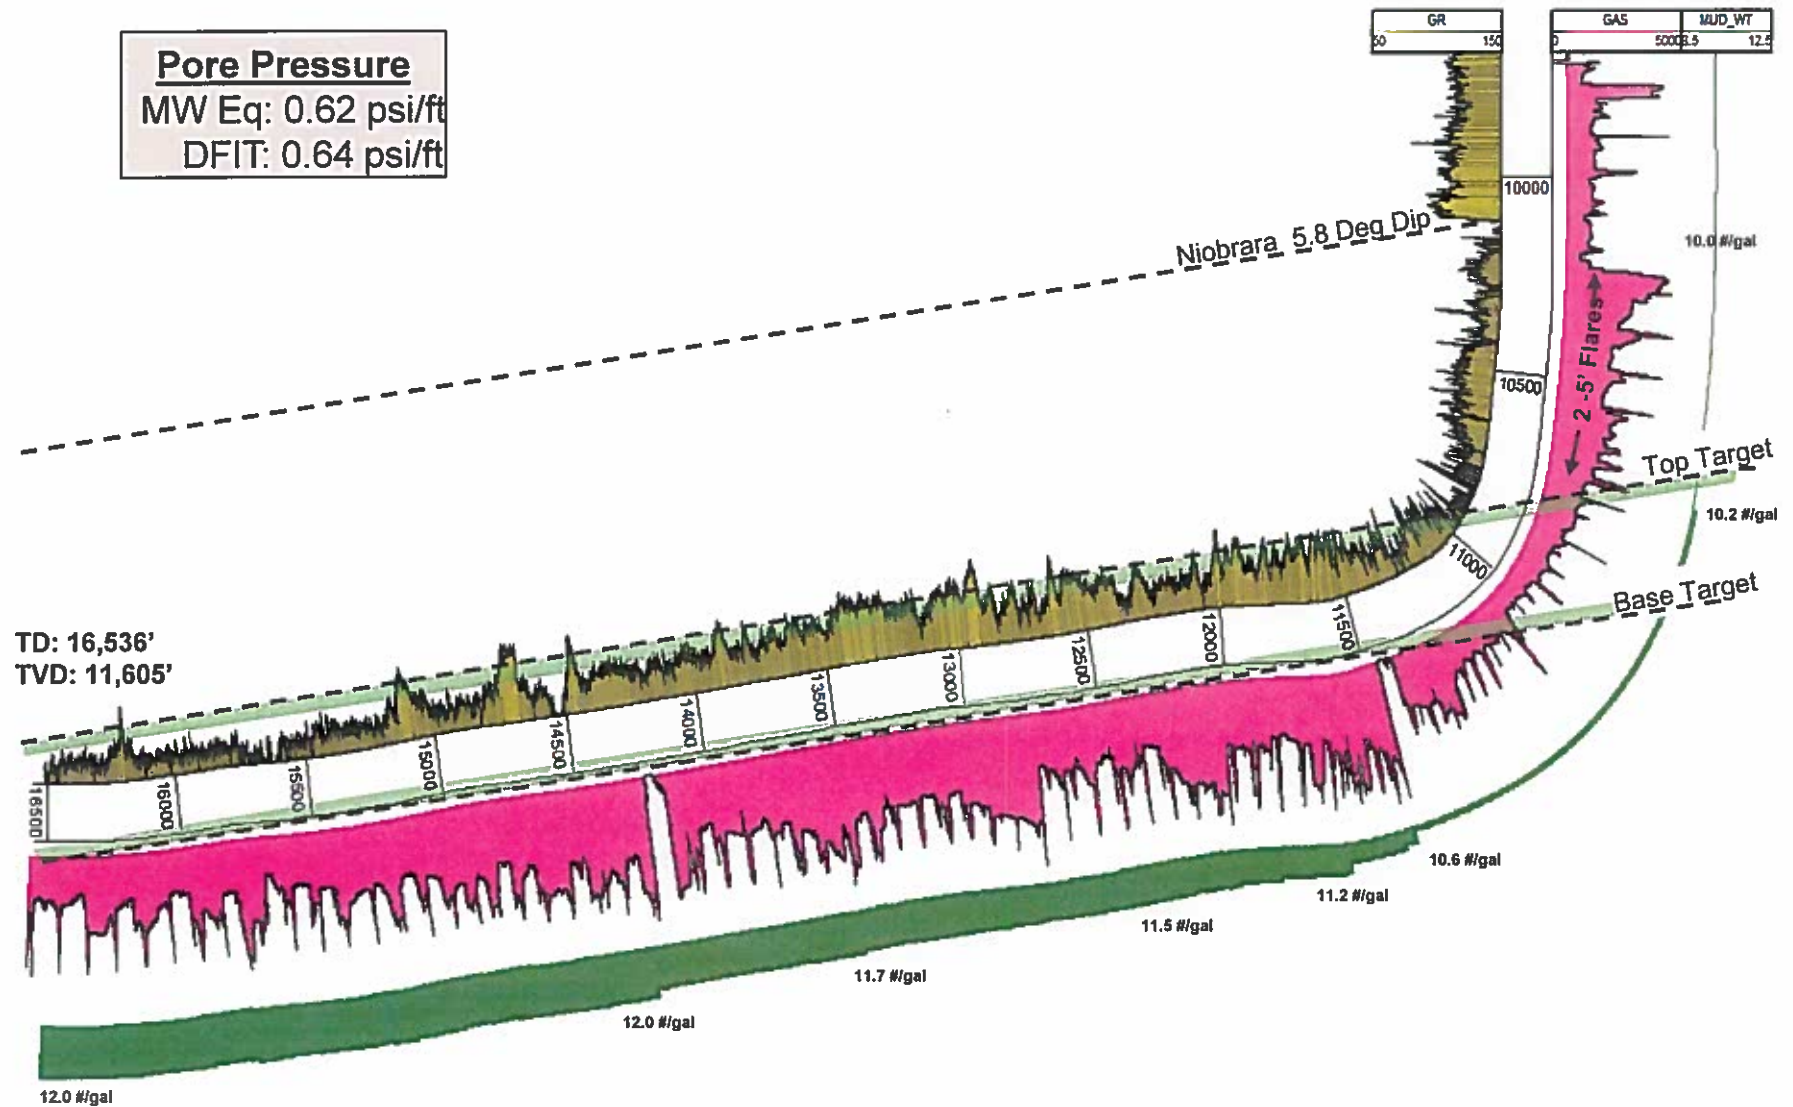 Pore Pressure
MW Eq: 0.62 psi/ft
DFIT: 0.64 psi/ft
GR
50 150
GAS
0 5000
MUD_WT
8.5 12.5
10000
Niobrara 5.8 Deg Dip
10.0 #/gal
2 -5' Flares
10500
Top Target
10.2 #/gal
11000
Base Target
11500
12000
12500
13000
13500
14000
14500
15000
15500
16000
16500
TD: 16,536'
TVD: 11,605'
10.6 #/gal
11.2 #/gal
11.5 #/gal
11.7 #/gal
12.0 #/gal
12.0 #/gal